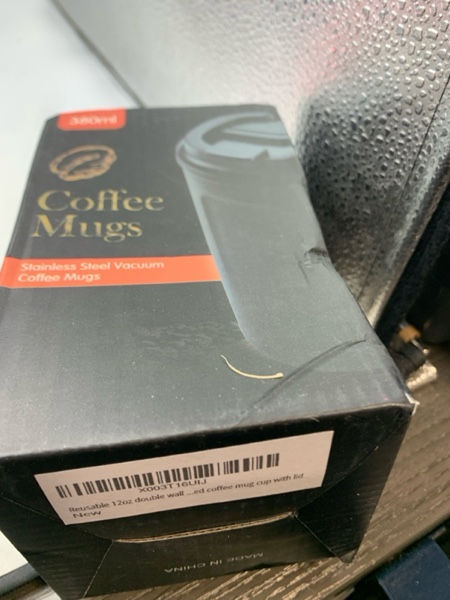 380ml
Coffee
Mugs
Stainless Steel Vacuum
Coffee Mugs
X003T16UIJ
Reusable 12oz double wall ...ed coffee mug cup with lid
New
MADE IN CHINA